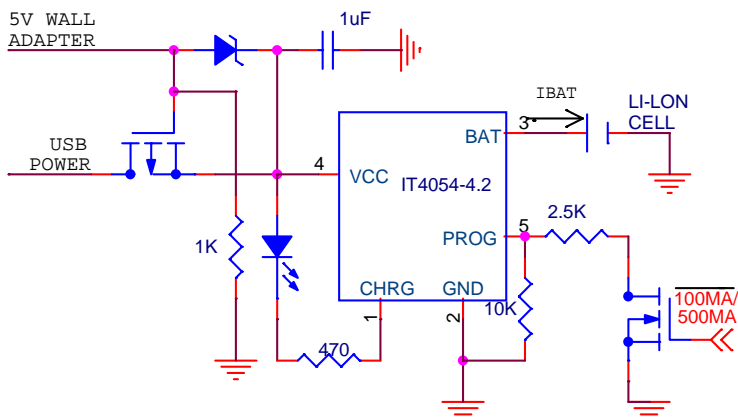 5V WALL
ADAPTER
1uF
IBAT
LI-LON
CELL
3
BAT
USB
POWER
4
VCC
IT4054-4.2
5
2.5K
PROG
1K
CHRG
GND
10K
100MA/
500MA
1
2
470